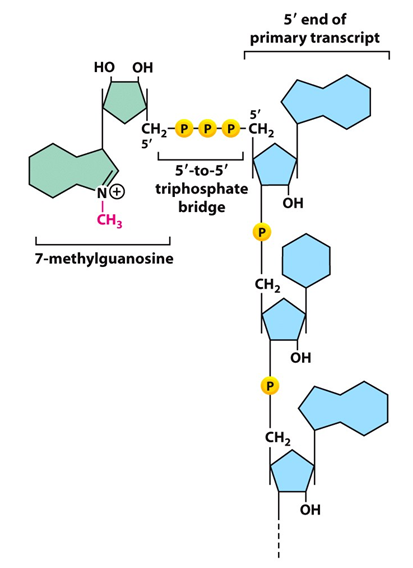 5′ end of
primary transcript
HO OH
CH₂ P P P CH₂
5′
5′
5′-to-5′
triphosphate
bridge
N ⊕
CH₃
7-methylguanosine
OH
P
CH₂
OH
P
CH₂
OH